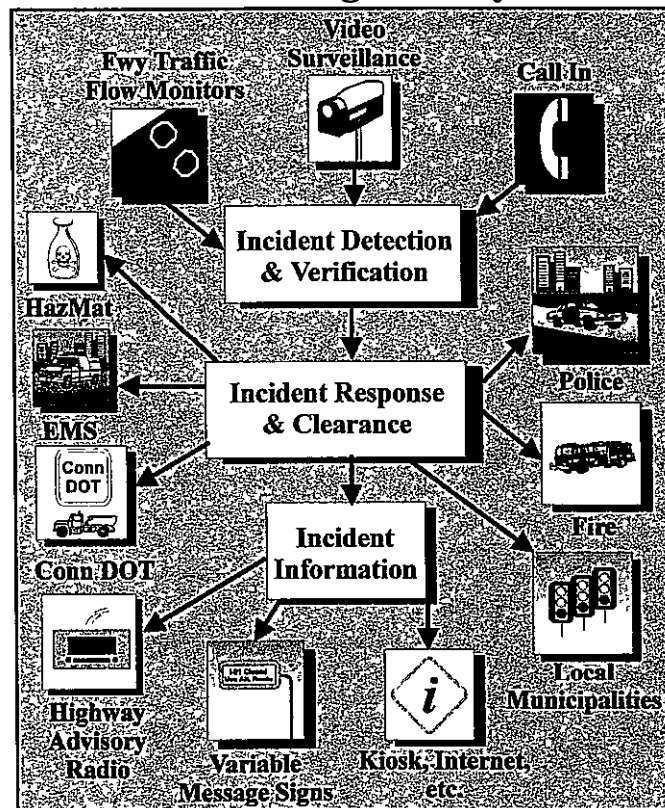 Video
Surveillance
Fwy Traffic
Flow Monitors
Call In
Incident Detection
& Verification
HazMat
Police
EMS
Incident Response
& Clearance
Conn
DOT
Conn DOT
Fire
Incident
Information
Local
Municipalities
Highway
Advisory
Radio
i
Variable
Message Signs
Kiosk, Internet,
etc.